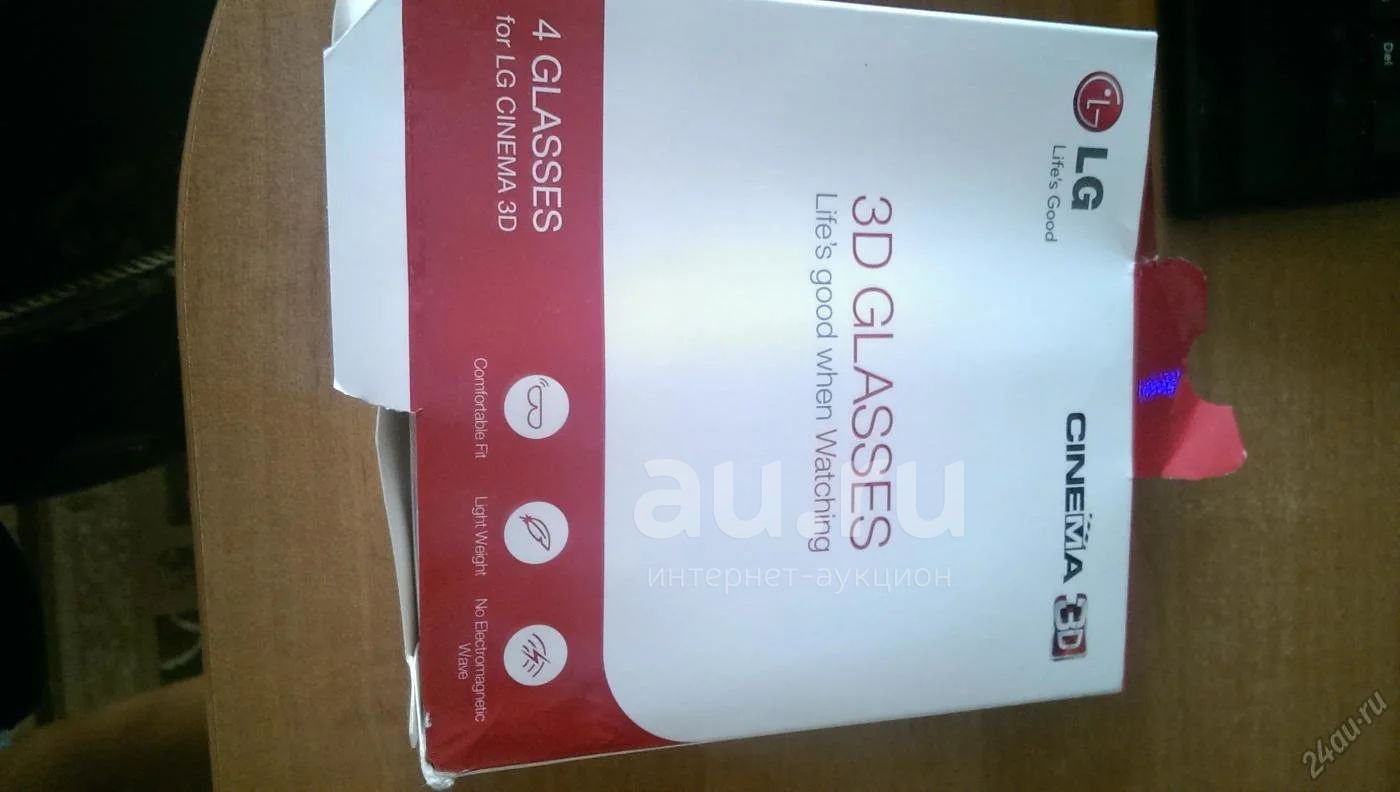 LG
Life's Good
CINEMA 3D
3D GLASSES
Life's good when Watching
4 GLASSES
for LG CINEMA 3D
Comfortable Fit
Light Weight
No Electromagnetic
Wave
au.ru
интернет-аукцион
24au.ru
Del